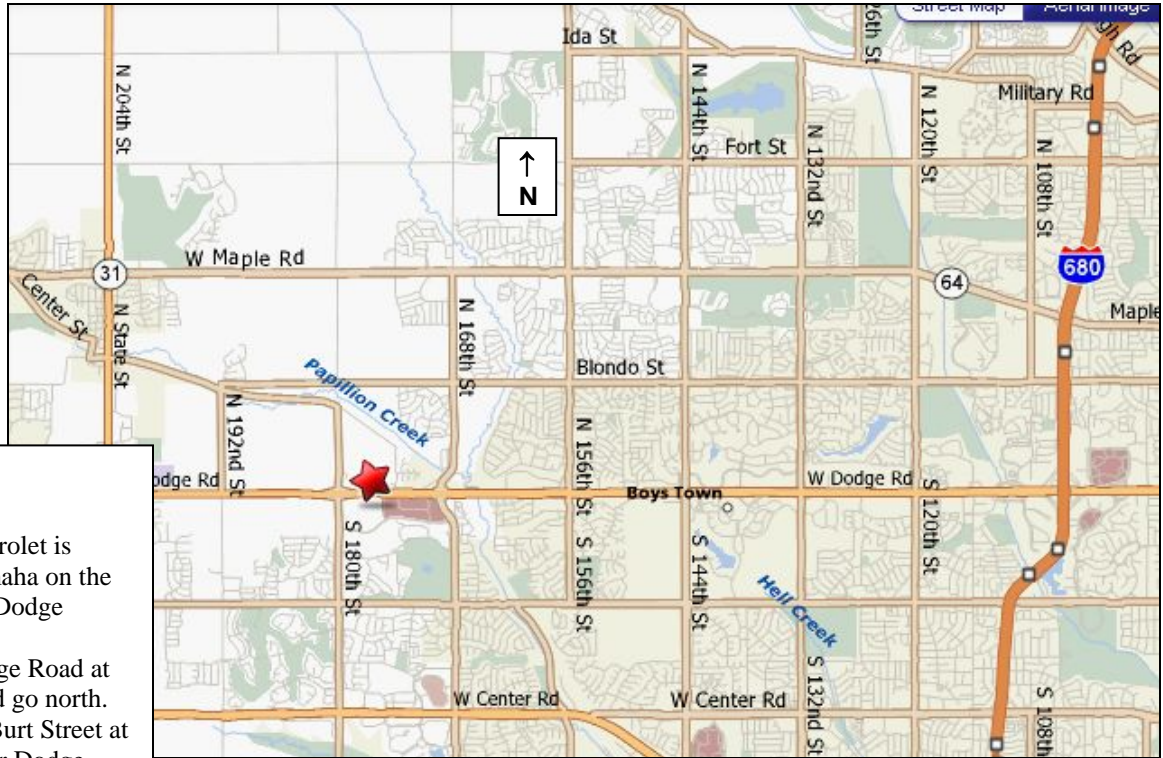 Street Map
Aerial Image
26th St
gh Rd
Ida St
N 204th St
N 144th St
N 120th St
Military Rd
↑
N
Fort St
N 132nd St
N 108th St
W Maple Rd
31
680
64
Center St
N State St
N 168th St
Maple
Blondo St
Papillion Creek
N 192nd St
N 156th St
odge Rd
W Dodge Rd
Boys Town
S 120th St
rolet is
S 180th St
S 156th St
S 144th St
aha on the
Dodge
Hell Creek
ge Road at
d go north.
W Center Rd
W Center Rd
S 132nd St
S 108th
Burt Street at
r Dodge